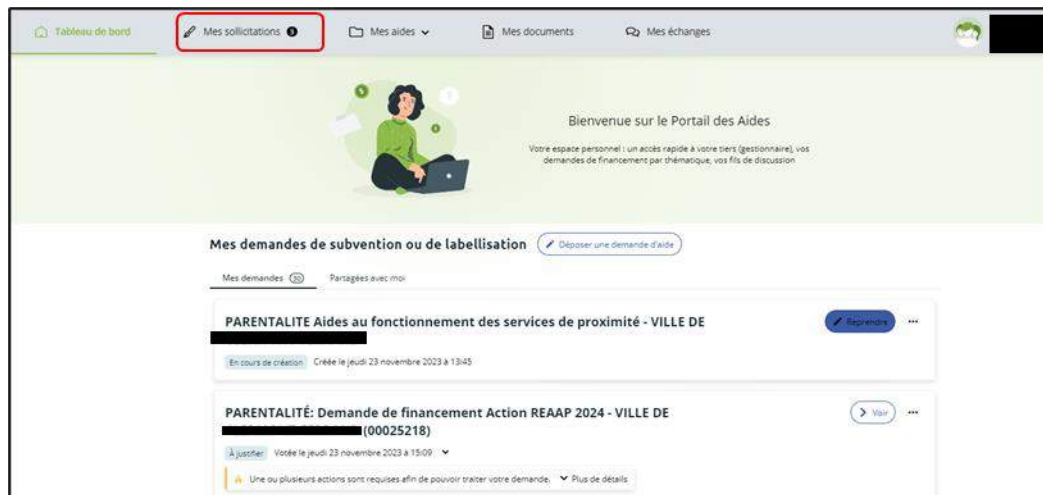 Tableau de bord
Mes sollicitations 3
Mes aides
Mes documents
Mes échanges
Bienvenue sur le Portail des Aides
Votre espace personnel : un accès rapide à votre tiers (gestionnaire), vos
demandes de financement par thématique, vos fils de discussion
Mes demandes de subvention ou de labellisation
Déposer une demande d'aide
Mes demandes 30
Partagées avec moi
PARENTALITE Aides au fonctionnement des services de proximité - VILLE DE
Reprendre
En cours de création
Créée le jeudi 23 novembre 2023 à 13:45
PARENTALITÉ: Demande de financement Action REAAP 2024 - VILLE DE
(00025218)
Voir
À justifier
Votée le jeudi 23 novembre 2023 à 15:09
Une ou plusieurs actions sont requises afin de pouvoir traiter votre demande.
Plus de détails